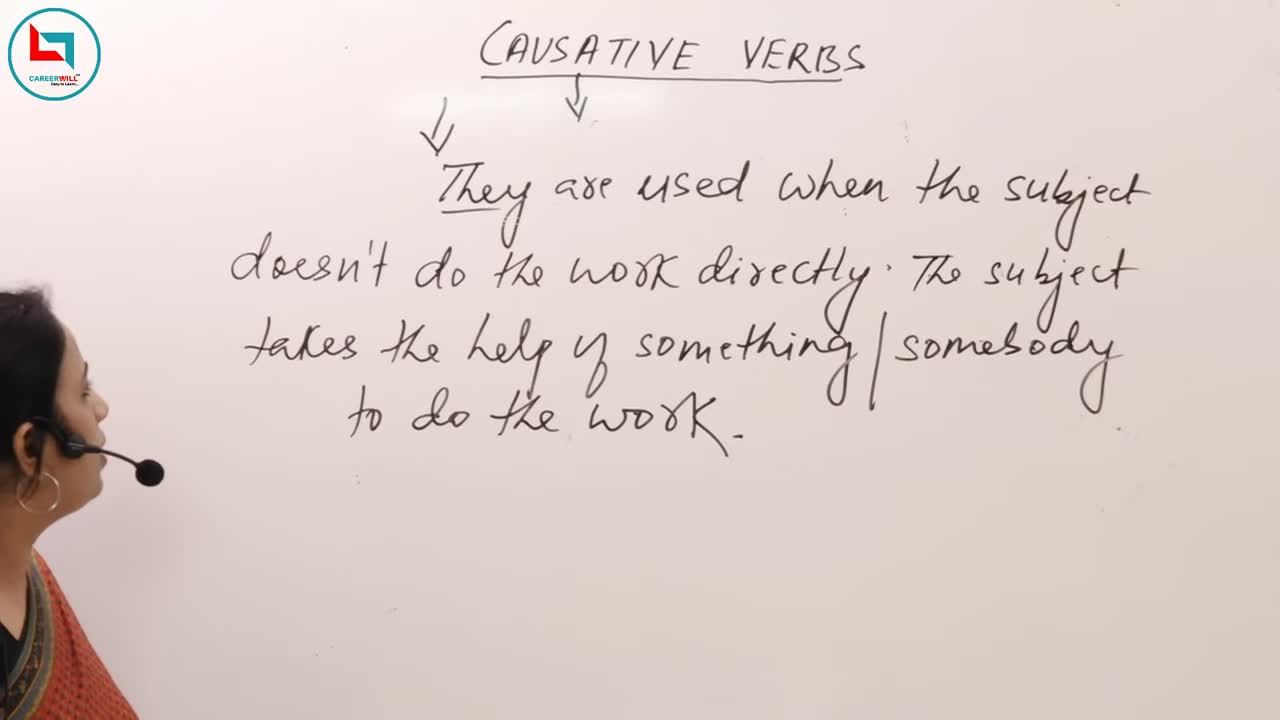 CAREERWILL
Easy to Learn...
CAUSATIVE VERBS
They are used when the subject
doesn't do the work directly. The subject
takes the help of something/somebody
to do the work.